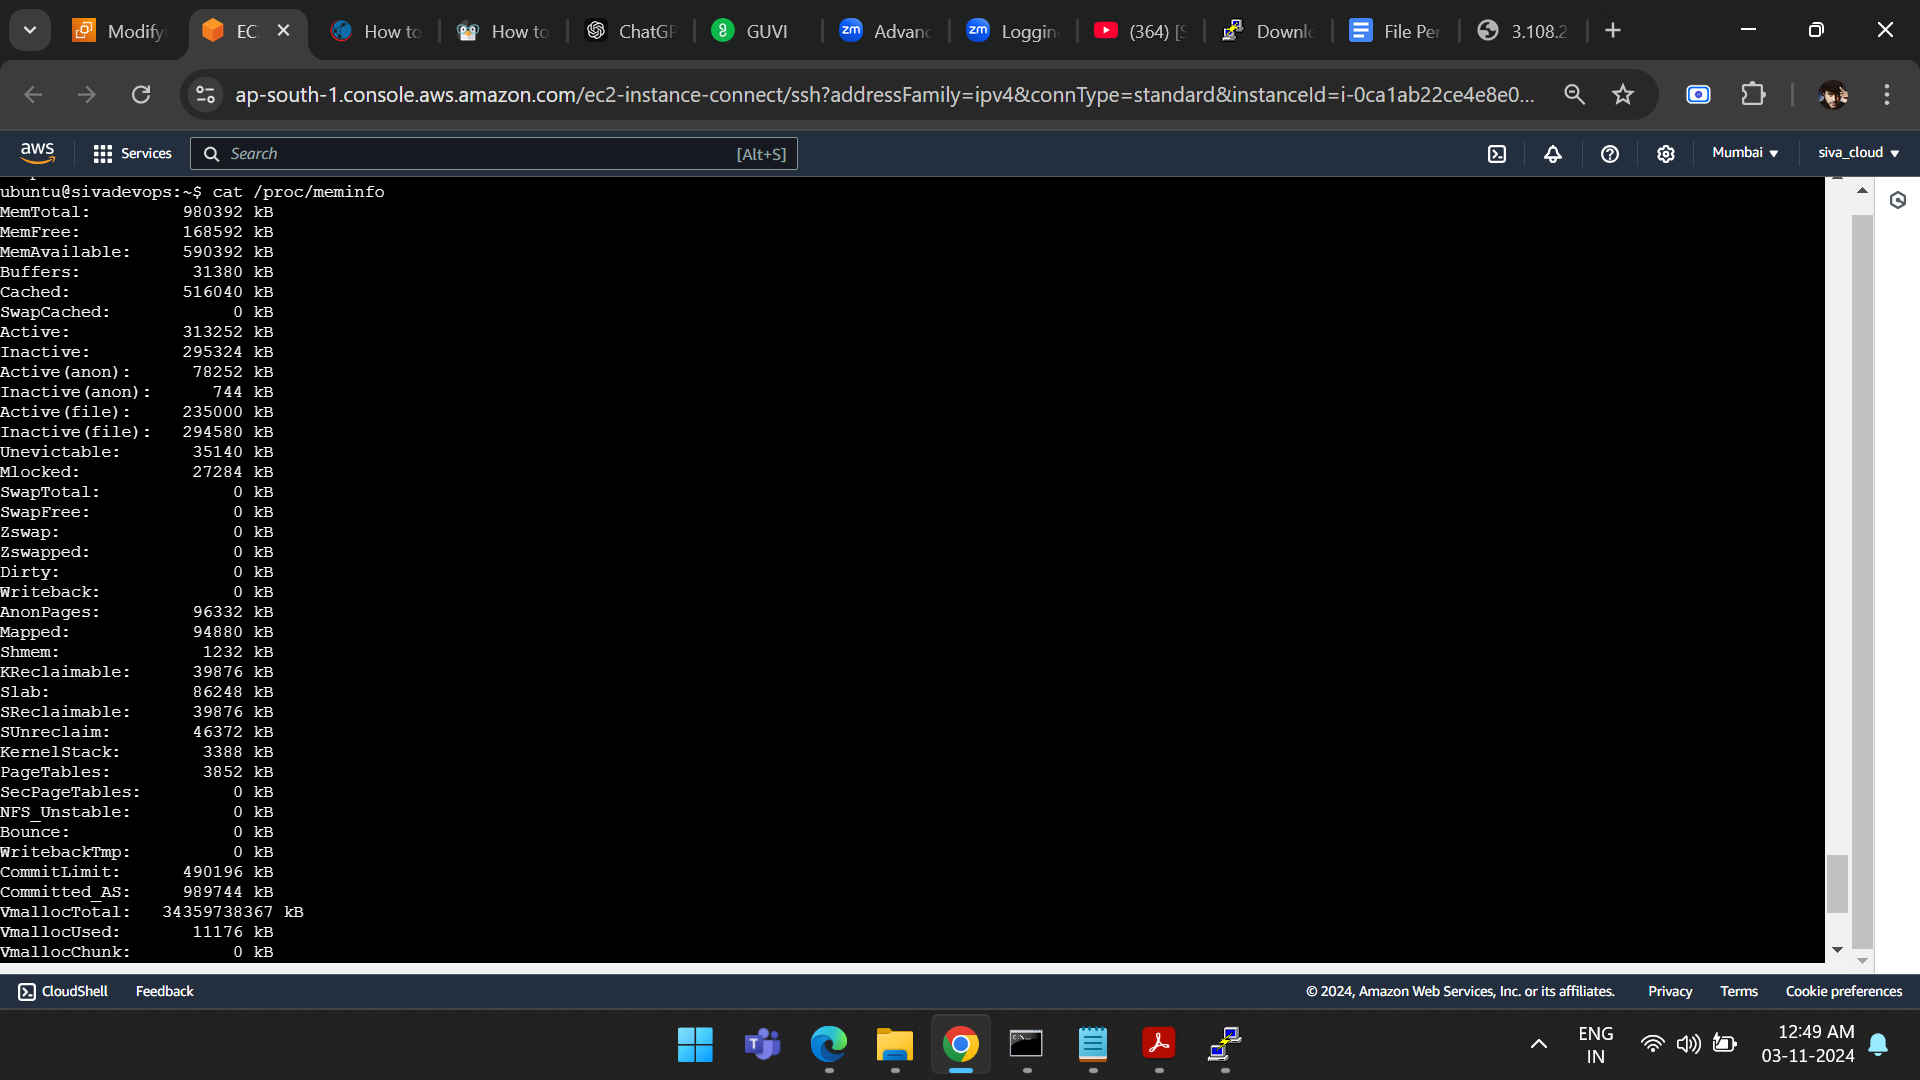 Modify
EC
How to
How to
ChatGP
GUVI
Advanc
Loggin
(364) [S
Downlo
File Per
3.108.2
ap-south-1.console.aws.amazon.com/ec2-instance-connect/ssh?addressFamily=ipv4&connType=standard&instanceId=i-0ca1ab22ce4e8e0...
aws
Services
Search
[Alt+S]
Mumbai
siva_cloud
ubuntu@sivadevops:~$ cat /proc/meminfo
MemTotal: 980392 kB
MemFree: 168592 kB
MemAvailable: 590392 kB
Buffers: 31380 kB
Cached: 516040 kB
SwapCached: 0 kB
Active: 313252 kB
Inactive: 295324 kB
Active(anon): 78252 kB
Inactive(anon): 744 kB
Active(file): 235000 kB
Inactive(file): 294580 kB
Unevictable: 35140 kB
Mlocked: 27284 kB
SwapTotal: 0 kB
SwapFree: 0 kB
Zswap: 0 kB
Zswapped: 0 kB
Dirty: 0 kB
Writeback: 0 kB
AnonPages: 96332 kB
Mapped: 94880 kB
Shmem: 1232 kB
KReclaimable: 39876 kB
Slab: 86248 kB
SReclaimable: 39876 kB
SUnreclaim: 46372 kB
KernelStack: 3388 kB
PageTables: 3852 kB
SecPageTables: 0 kB
NFS_Unstable: 0 kB
Bounce: 0 kB
WritebackTmp: 0 kB
CommitLimit: 490196 kB
Committed_AS: 989744 kB
VmallocTotal: 34359738367 kB
VmallocUsed: 11176 kB
VmallocChunk: 0 kB
CloudShell
Feedback
© 2024, Amazon Web Services, Inc. or its affiliates.
Privacy
Terms
Cookie preferences
ENG
IN
12:49 AM
03-11-2024